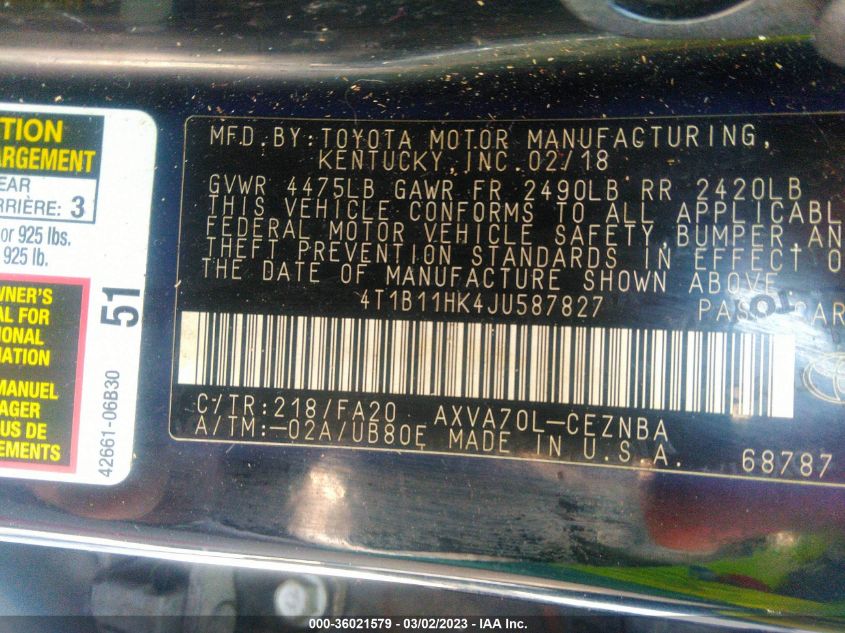 TION
ARGEMENT
EAR
RRIÈRE: 3
or 925 lbs.
925 lb.
WNER'S
AL FOR
IONAL
MATION
MANUEL
AGER
US DE
EMENTS
51
42661-06B30
MFD.BY:TOYOTA MOTOR MANUFACTURING,
KENTUCKY,INC.02/18
GVWR 4475LB GAWR FR 2490LB RR 2420LB
THIS VEHICLE CONFORMS TO ALL APPLICABL
FEDERAL MOTOR VEHICLE SAFETY,BUMPER,AN
THEFT PREVENTION STANDARDS IN EFFECT O
THE DATE OF MANUFACTURE SHOWN ABOVE.
4T1B11HK4JU587827
C/TR:218/FA20 AXVA70L-CEZNBA
A/TM:-02A/UB80E MADE IN U.S.A.
68787
000-36021579 - 03/02/2023 - IAA Inc.